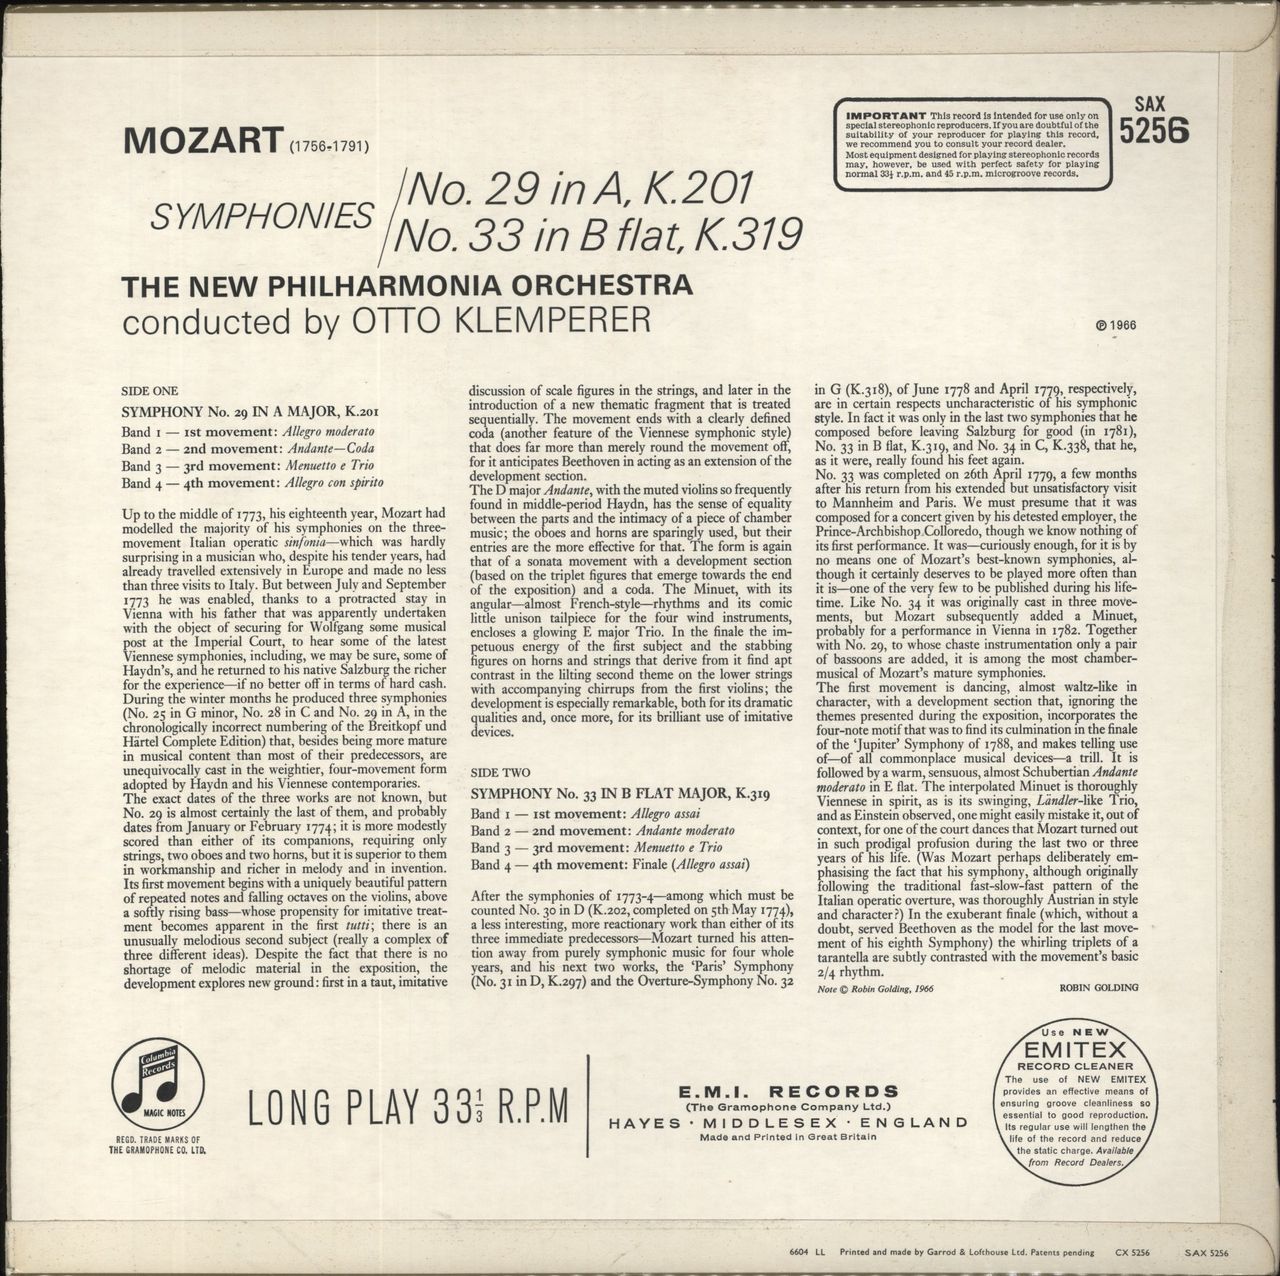 MOZART (1756-1791)
SYMPHONIES
No. 29 in A, K.201
No. 33 in B flat, K.319
THE NEW PHILHARMONIA ORCHESTRA
conducted by OTTO KLEMPERER
IMPORTANT This record is intended for use only on
special stereophonic reproducers. If you are doubtful of the
suitability of your reproducer for playing this record,
we recommend you to consult your record dealer.
Most equipment designed for playing stereophonic records
may, however, be used with perfect safety for playing
normal 33⅓ r.p.m. and 45 r.p.m. microgroove records.
SAX
5256
℗ 1966
SIDE ONE
SYMPHONY No. 29 IN A MAJOR, K.201
Band 1 — 1st movement: Allegro moderato
Band 2 — 2nd movement: Andante—Coda
Band 3 — 3rd movement: Menuetto e Trio
Band 4 — 4th movement: Allegro con spirito
Up to the middle of 1773, his eighteenth year, Mozart had
modelled the majority of his symphonies on the three-
movement Italian operatic sinfonia—which was hardly
surprising in a musician who, despite his tender years, had
already travelled extensively in Europe and made no less
than three visits to Italy. But between July and September
1773 he was enabled, thanks to a protracted stay in
Vienna with his father that was apparently undertaken
with the object of securing for Wolfgang some musical
post at the Imperial Court, to hear some of the latest
Viennese symphonies, including, we may be sure, some of
Haydn's, and he returned to his native Salzburg the richer
for the experience—if no better off in terms of hard cash.
During the winter months he produced three symphonies
(No. 25 in G minor, No. 28 in C and No. 29 in A, in the
chronologically incorrect numbering of the Breitkopf und
Härtel Complete Edition) that, besides being more mature
in musical content than most of their predecessors, are
unequivocally cast in the weightier, four-movement form
adopted by Haydn and his Viennese contemporaries.
The exact dates of the three works are not known, but
No. 29 is almost certainly the last of them, and probably
dates from January or February 1774; it is more modestly
scored than either of its companions, requiring only
strings, two oboes and two horns, but it is superior to them
in workmanship and richer in melody and in invention.
Its first movement begins with a uniquely beautiful pattern
of repeated notes and falling octaves on the violins, above
a softly rising bass—whose propensity for imitative treat-
ment becomes apparent in the first tutti; there is an
unusually melodious second subject (really a complex of
three different ideas). Despite the fact that there is no
shortage of melodic material in the exposition, the
development explores new ground: first in a taut, imitative
discussion of scale figures in the strings, and later in the
introduction of a new thematic fragment that is treated
sequentially. The movement ends with a clearly defined
coda (another feature of the Viennese symphonic style)
that does far more than merely round the movement off,
for it anticipates Beethoven in acting as an extension of the
development section.
The D major Andante, with the muted violins so frequently
found in middle-period Haydn, has the sense of equality
between the parts and the intimacy of a piece of chamber
music; the oboes and horns are sparingly used, but their
entries are the more effective for that. The form is again
that of a sonata movement with a development section
(based on the triplet figures that emerge towards the end
of the exposition) and a coda. The Minuet, with its
angular—almost French-style—rhythms and its comic
little unison tailpiece for the four wind instruments,
encloses a glowing E major Trio. In the finale the im-
petuous energy of the first subject and the stabbing
figures on horns and strings that derive from it find apt
contrast in the lilting second theme on the lower strings
with accompanying chirrups from the first violins; the
development is especially remarkable, both for its dramatic
qualities and, once more, for its brilliant use of imitative
devices.
SIDE TWO
SYMPHONY No. 33 IN B FLAT MAJOR, K.319
Band 1 — 1st movement: Allegro assai
Band 2 — 2nd movement: Andante moderato
Band 3 — 3rd movement: Menuetto e Trio
Band 4 — 4th movement: Finale (Allegro assai)
After the symphonies of 1773-4—among which must be
counted No. 30 in D (K.202, completed on 5th May 1774),
a less interesting, more reactionary work than either of its
three immediate predecessors—Mozart turned his atten-
tion away from purely symphonic music for four whole
years, and his next two works, the 'Paris' Symphony
(No. 31 in D, K.297) and the Overture-Symphony No. 32
in G (K.318), of June 1778 and April 1779, respectively,
are in certain respects uncharacteristic of his symphonic
style. In fact it was only in the last two symphonies that he
composed before leaving Salzburg for good (in 1781),
No. 33 in B flat, K.319, and No. 34 in C, K.338, that he,
as it were, really found his feet again.
No. 33 was completed on 26th April 1779, a few months
after his return from his extended but unsatisfactory visit
to Mannheim and Paris. We must presume that it was
composed for a concert given by his detested employer, the
Prince-Archbishop Colloredo, though we know nothing of
its first performance. It was—curiously enough, for it is by
no means one of Mozart's best-known symphonies, al-
though it certainly deserves to be played more often than
it is—one of the very few to be published during his life-
time. Like No. 34 it was originally cast in three move-
ments, but Mozart subsequently added a Minuet,
probably for a performance in Vienna in 1782. Together
with No. 29, to whose chaste instrumentation only a pair
of bassoons are added, it is among the most chamber-
musical of Mozart's mature symphonies.
The first movement is dancing, almost waltz-like in
character, with a development section that, ignoring the
themes presented during the exposition, incorporates the
four-note motif that was to find its culmination in the finale
of the 'Jupiter' Symphony of 1788, and makes telling use
of—of all commonplace musical devices—a trill. It is
followed by a warm, sensuous, almost Schubertian Andante
moderato in E flat. The interpolated Minuet is thoroughly
Viennese in spirit, as is its swinging, Ländler-like Trio,
and as Einstein observed, one might easily mistake it, out of
context, for one of the court dances that Mozart turned out
in such prodigal profusion during the last two or three
years of his life. (Was Mozart perhaps deliberately em-
phasising the fact that his symphony, although originally
following the traditional fast-slow-fast pattern of the
Italian operatic overture, was thoroughly Austrian in style
and character?) In the exuberant finale (which, without a
doubt, served Beethoven as the model for the last move-
ment of his eighth Symphony) the whirling triplets of a
tarantella are subtly contrasted with the movement's basic
2/4 rhythm.
Note © Robin Golding, 1966 ROBIN GOLDING
Columbia
Records
MAGIC NOTES
REGD. TRADE MARKS OF
THE GRAMOPHONE CO. LTD.
LONG PLAY 33⅓ R.P.M
E.M.I. RECORDS
(The Gramophone Company Ltd.)
HAYES · MIDDLESEX · ENGLAND
Made and Printed in Great Britain
Use NEW
EMITEX
RECORD CLEANER
The use of NEW EMITEX
provides an effective means of
ensuring groove cleanliness so
essential to good reproduction.
Its regular use will lengthen the
life of the record and reduce
the static charge. Available
from Record Dealers.
6604 LL Printed and made by Garrod & Lofthouse Ltd. Patents pending CX 5256 SAX 5256